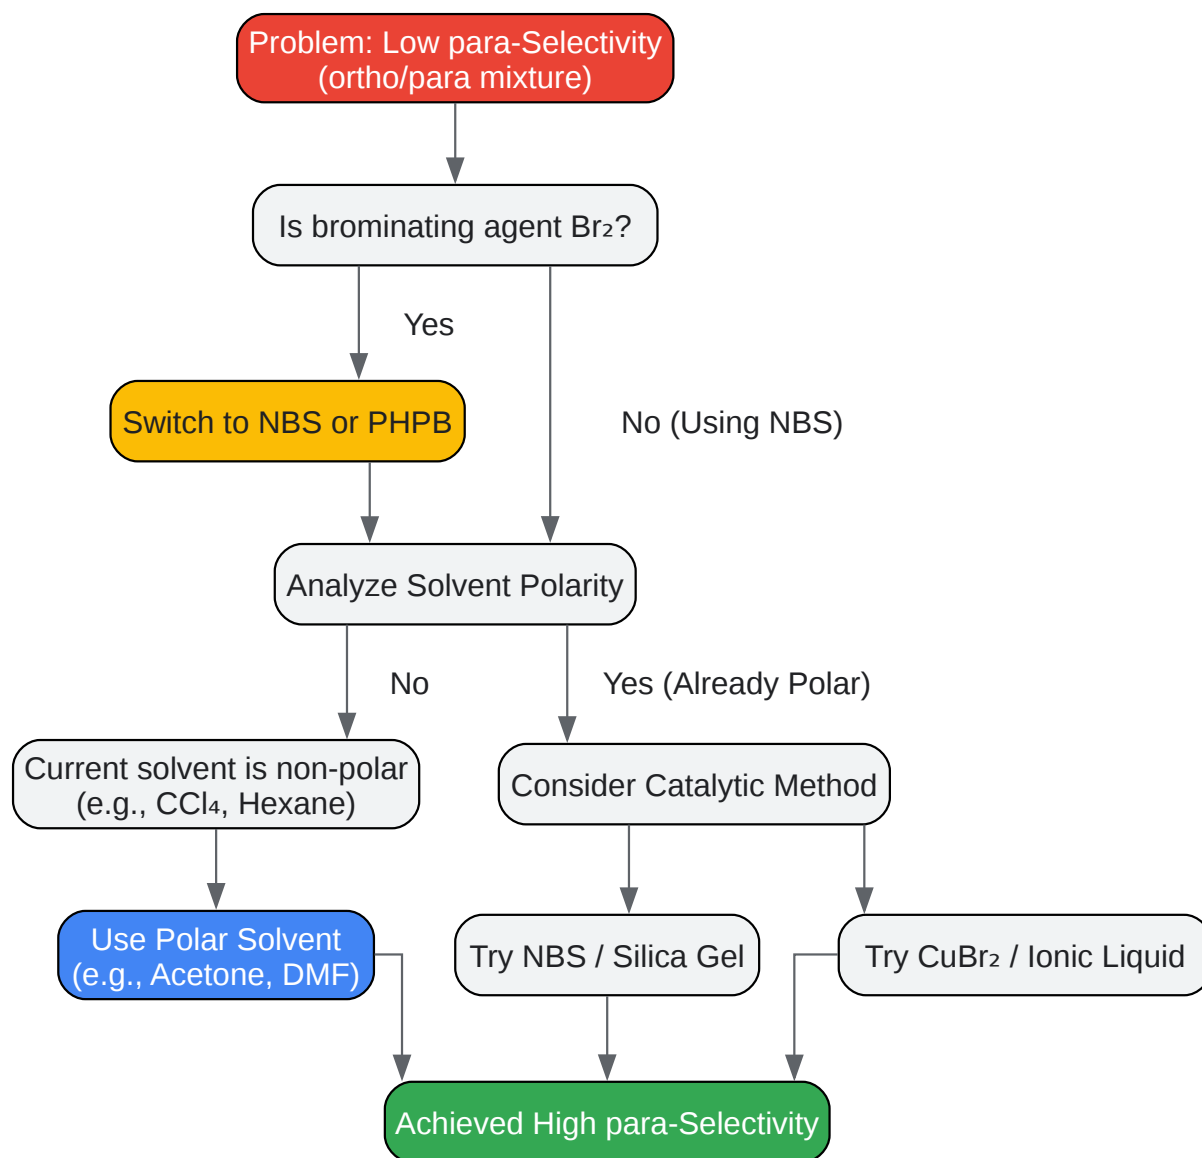 Problem: Low para-Selectivity
(ortho/para mixture)
Is brominating agent Br₂?
Yes
Switch to NBS or PHPB
No (Using NBS)
Analyze Solvent Polarity
No
Yes (Already Polar)
Current solvent is non-polar
(e.g., CCl₄, Hexane)
Consider Catalytic Method
Use Polar Solvent
(e.g., Acetone, DMF)
Try NBS / Silica Gel
Try CuBr₂ / Ionic Liquid
Achieved High para-Selectivity